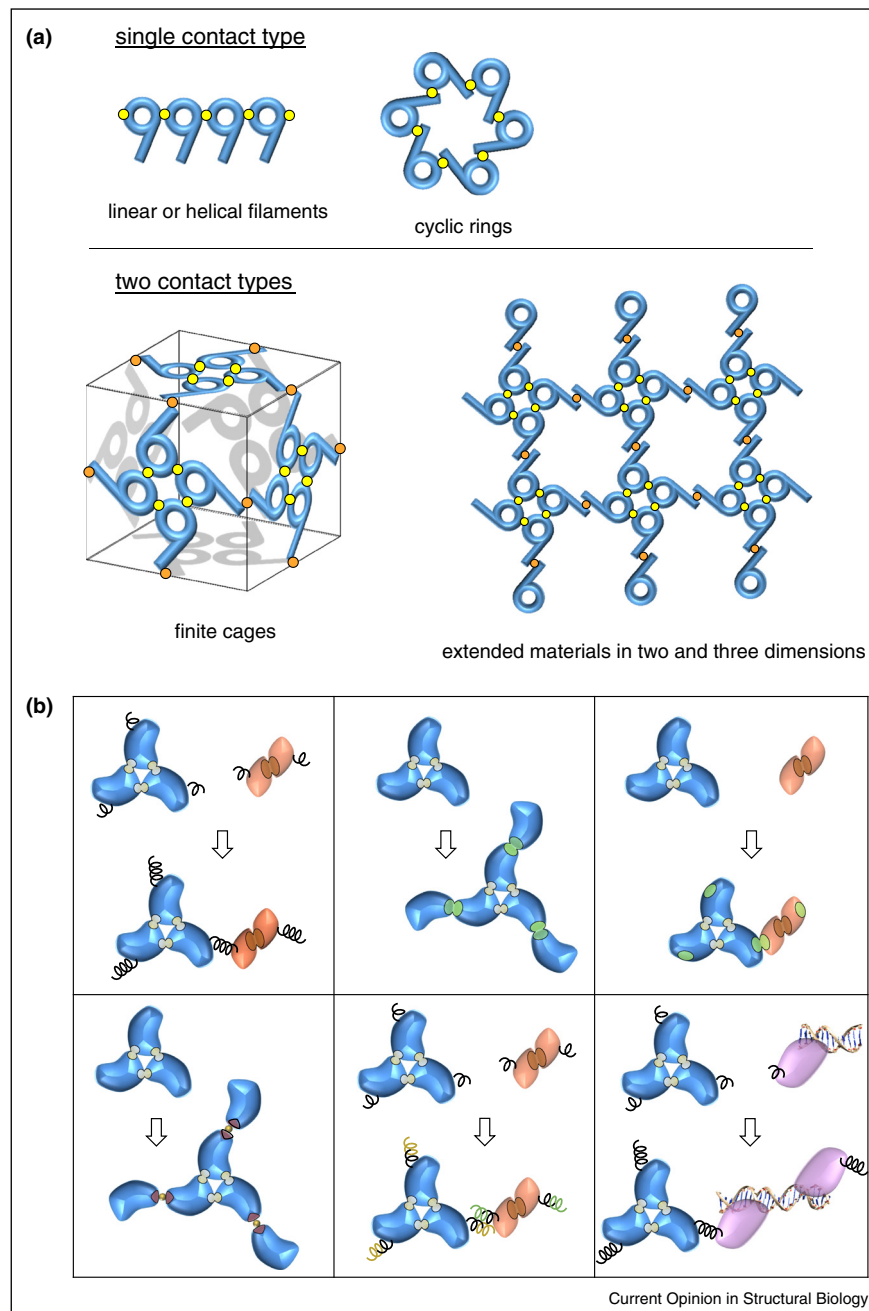 (a)
single contact type
linear or helical filaments
cyclic rings
two contact types
finite cages
extended materials in two and three dimensions
(b)
Current Opinion in Structural Biology